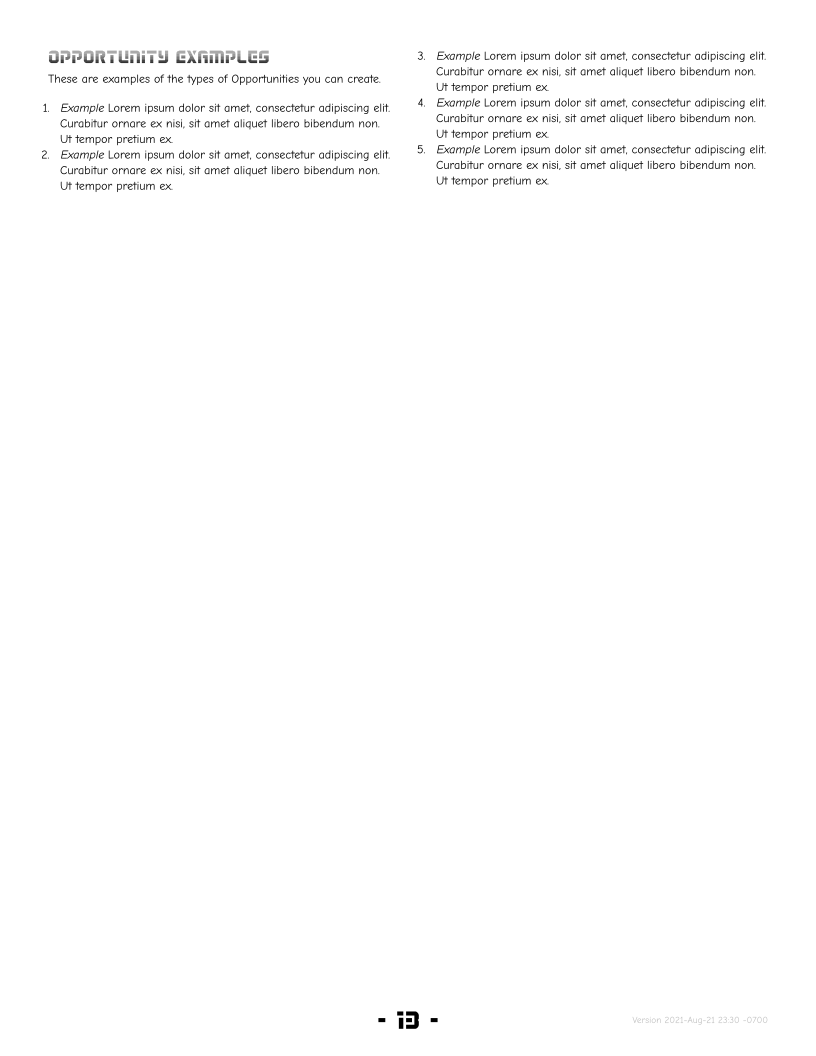 OPPORTUNITY EXAMPLES
These are examples of the types of Opportunities you can create.
1. Example Lorem ipsum dolor sit amet, consectetur adipiscing elit.
Curabitur ornare ex nisi, sit amet aliquet libero bibendum non.
Ut tempor pretium ex.
2. Example Lorem ipsum dolor sit amet, consectetur adipiscing elit.
Curabitur ornare ex nisi, sit amet aliquet libero bibendum non.
Ut tempor pretium ex.
3. Example Lorem ipsum dolor sit amet, consectetur adipiscing elit.
Curabitur ornare ex nisi, sit amet aliquet libero bibendum non.
Ut tempor pretium ex.
4. Example Lorem ipsum dolor sit amet, consectetur adipiscing elit.
Curabitur ornare ex nisi, sit amet aliquet libero bibendum non.
Ut tempor pretium ex.
5. Example Lorem ipsum dolor sit amet, consectetur adipiscing elit.
Curabitur ornare ex nisi, sit amet aliquet libero bibendum non.
Ut tempor pretium ex.
- 13 -
Version 2021-Aug-21 23:30 -0700